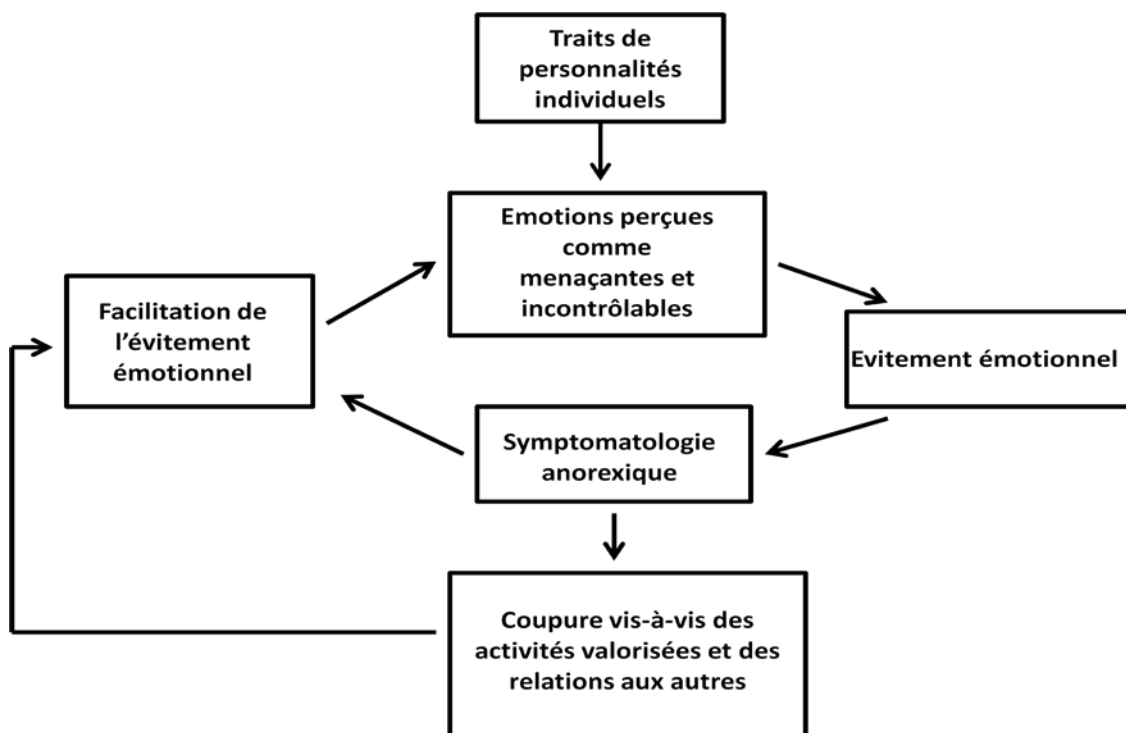 Traits de
personnalités
individuels
Emotions perçues
comme
menaçantes et
incontrôlables
Facilitation de
l'évitement
émotionnel
Evitement émotionnel
Symptomatologie
anorexique
Coupure vis-à-vis des
activités valorisées et des
relations aux autres